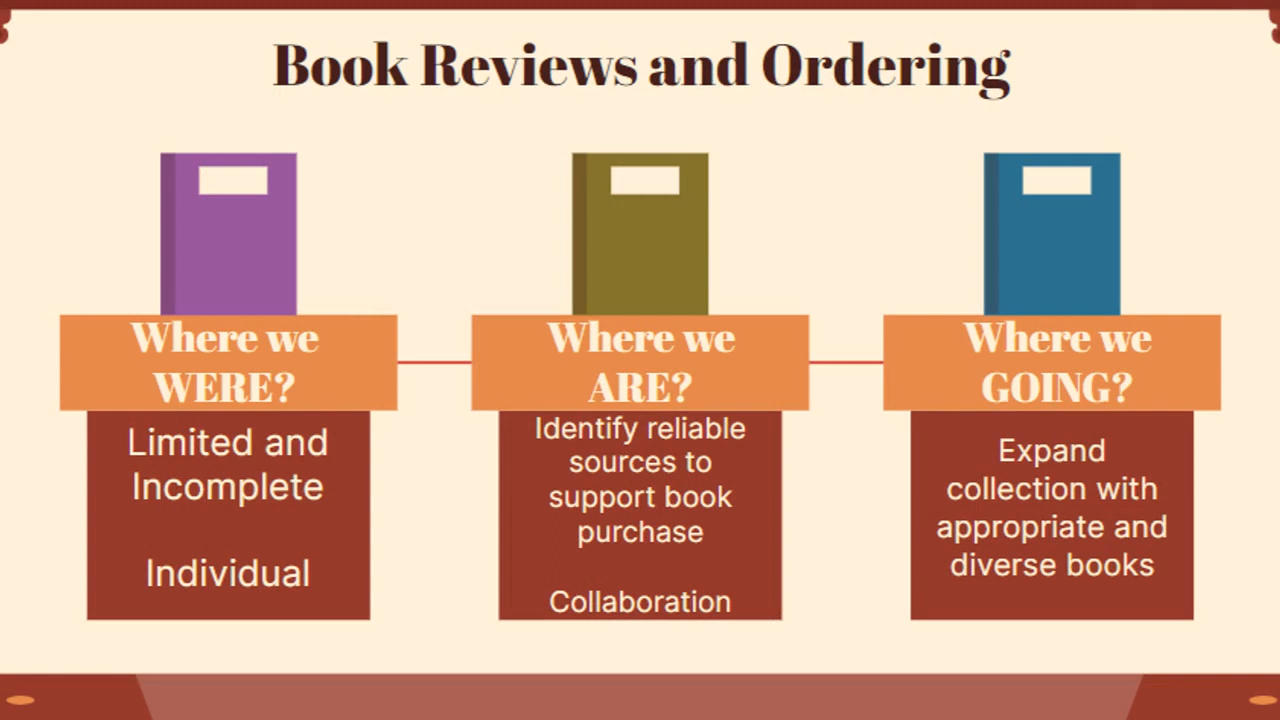 Book Reviews and Ordering
Where we
WERE?
Limited and
Incomplete
Individual
Where we
ARE?
Identify reliable
sources to
support book
purchase
Collaboration
Where we
GOING?
Expand
collection with
appropriate and
diverse books